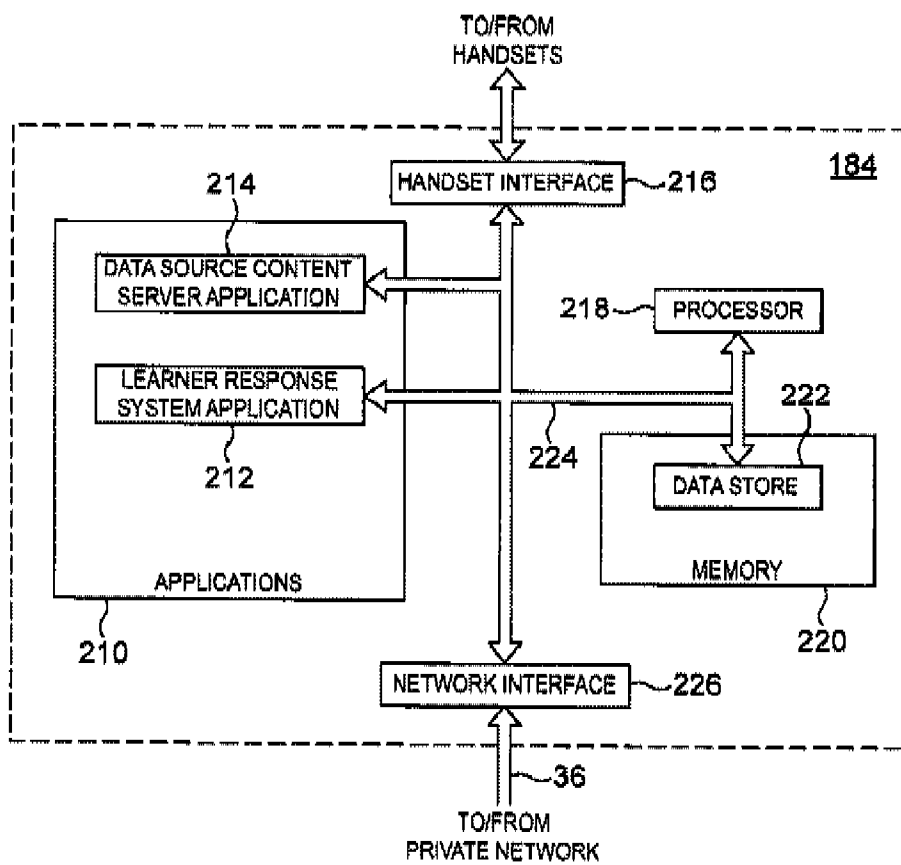 TO/FROM
HANDSETS
184
HANDSET INTERFACE
216
214
DATA SOURCE CONTENT
SERVER APPLICATION
218
PROCESSOR
LEARNER RESPONSE
SYSTEM APPLICATION
222
212
224
DATA STORE
MEMORY
APPLICATIONS
210
220
NETWORK INTERFACE
226
36
TO/FROM
PRIVATE NETWORK